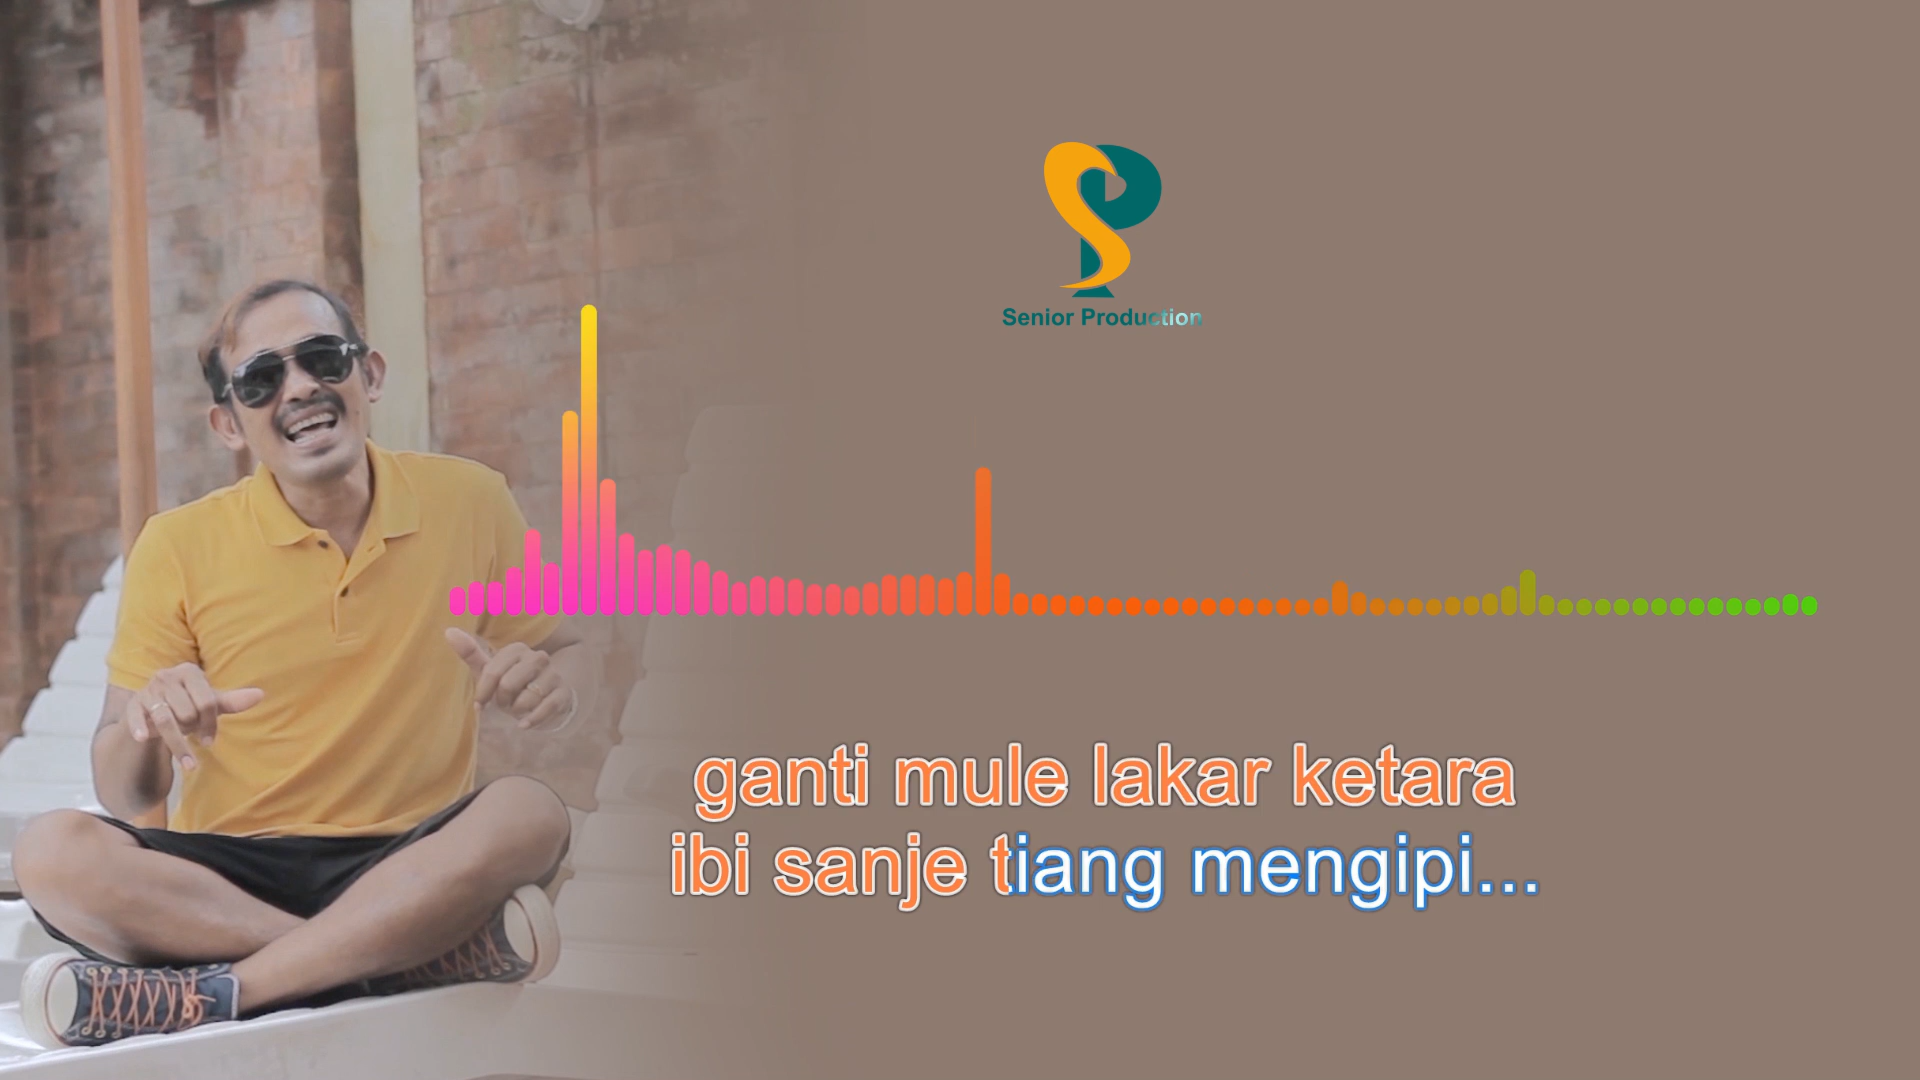 Senior Production
ganti mule lakar ketara
ibi sanje tiang mengipi...